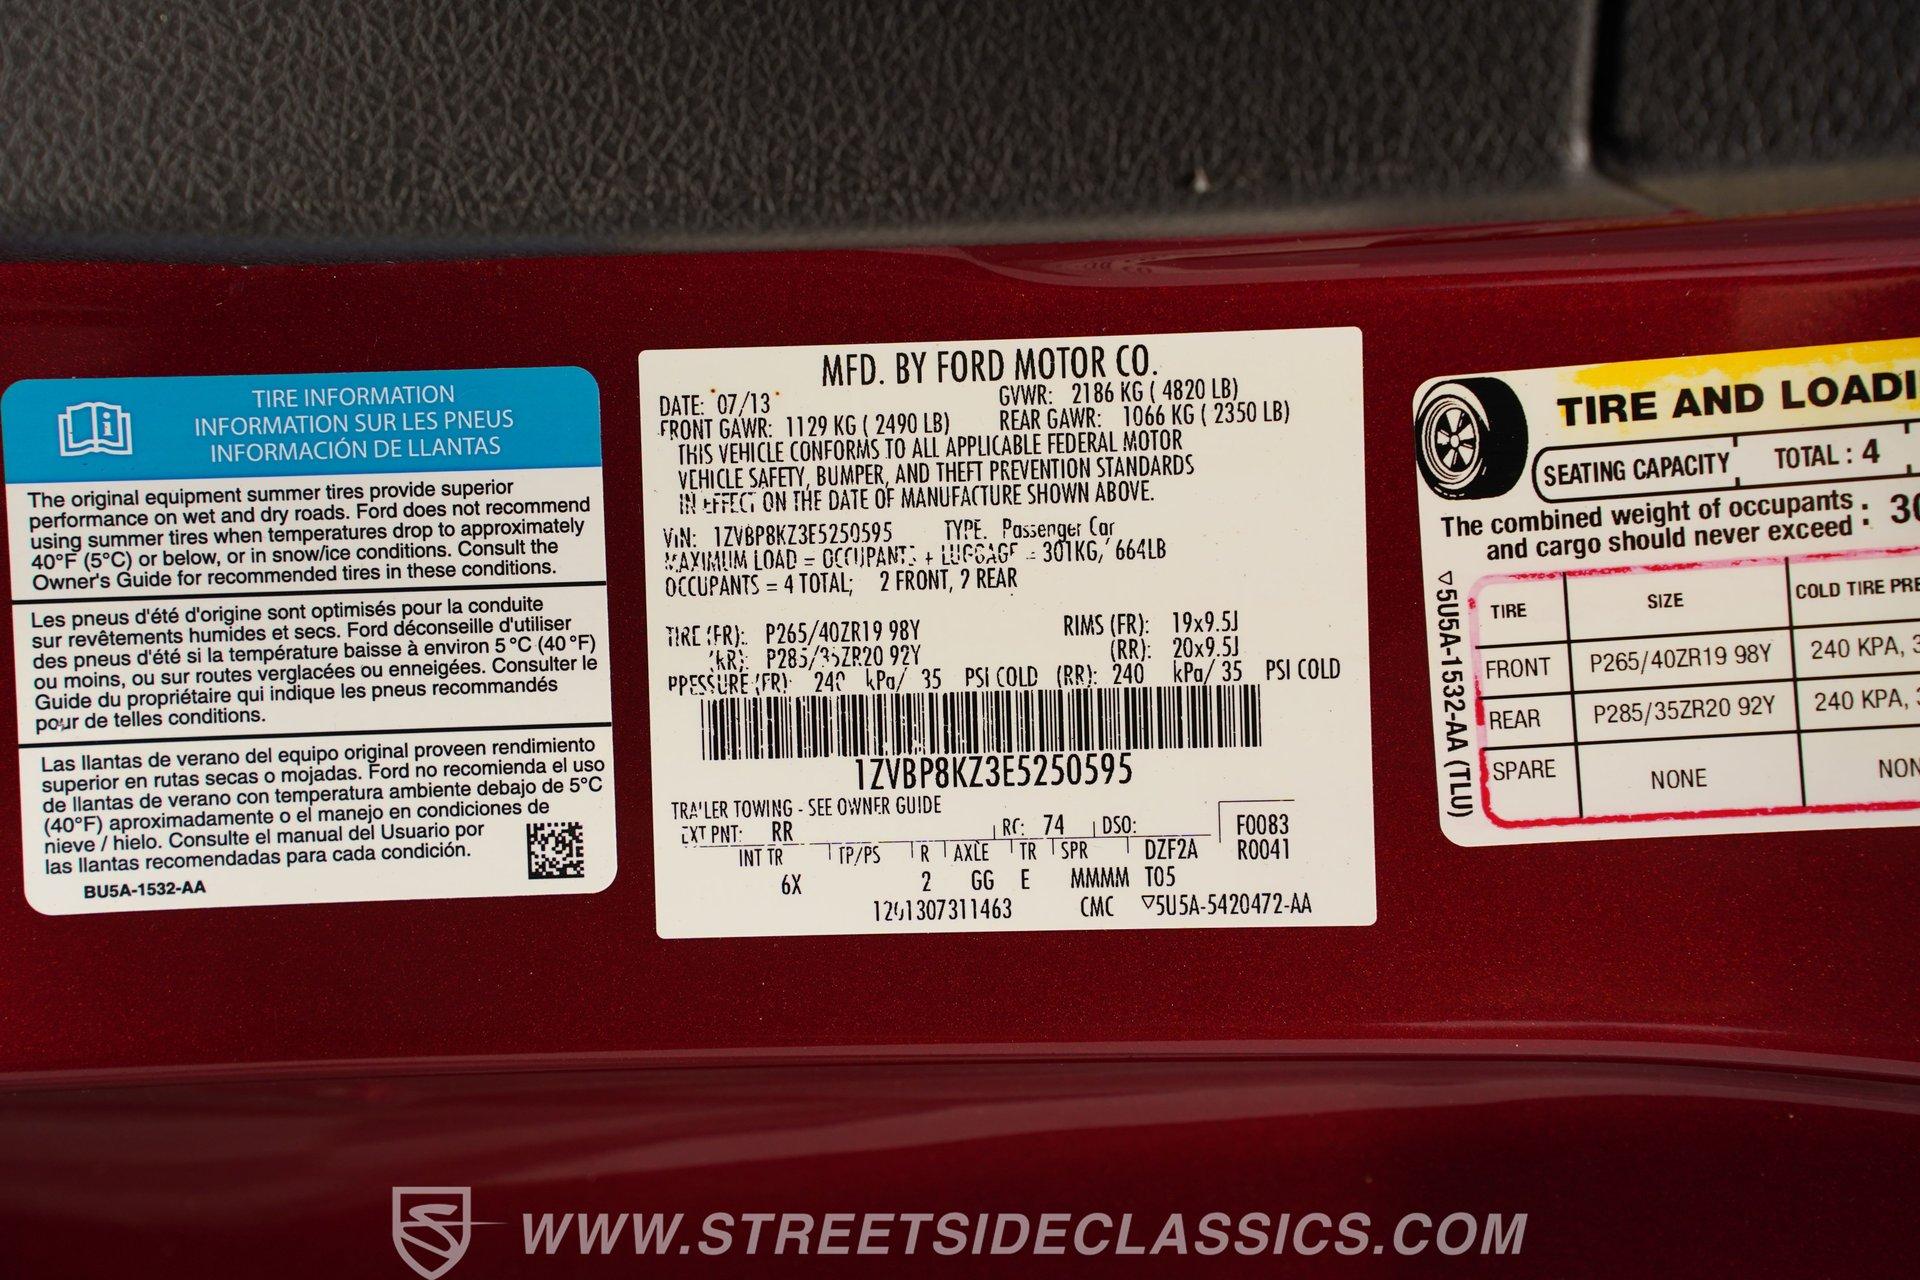 TIRE INFORMATION
INFORMATION SUR LES PNEUS
INFORMACIÓN DE LLANTAS
The original equipment summer tires provide superior
performance on wet and dry roads. Ford does not recommend
using summer tires when temperatures drop to approximately
40°F (5°C) or below, or in snow/ice conditions. Consult the
Owner's Guide for recommended tires in these conditions.
Les pneus d'été d'origine sont optimisés pour la conduite
sur revêtements humides et secs. Ford déconseille d'utiliser
des pneus d'été si la température baisse à environ 5°C (40°F)
ou moins, ou sur routes verglacées ou enneigées. Consulter le
Guide du propriétaire qui indique les pneus recommandés
pour de telles conditions.
Las llantas de verano del equipo original proveen rendimiento
superior en rutas secas o mojadas. Ford no recomienda el uso
de llantas de verano con temperatura ambiente debajo de 5°C
(40°F) aproximadamente o el manejo en condiciones de
nieve / hielo. Consulte el manual del Usuario por
las llantas recomendadas para cada condición.
BU5A-1532-AA
MFD. BY FORD MOTOR CO.
DATE: 07/13 GVWR: 2186 KG ( 4820 LB)
FRONT GAWR: 1129 KG ( 2490 LB) REAR GAWR: 1066 KG ( 2350 LB)
THIS VEHICLE CONFORMS TO ALL APPLICABLE FEDERAL MOTOR
VEHICLE SAFETY, BUMPER, AND THEFT PREVENTION STANDARDS
IN EFFECT ON THE DATE OF MANUFACTURE SHOWN ABOVE.
VIN: 1ZVBP8KZ3E5250595 TYPE. Passenger Car
MAXIMUM LOAD = OCCUPANTS + LUGGAGE = 301KG, 664LB
OCCUPANTS = 4 TOTAL; 2 FRONT, 2 REAR
TIRE (FR): P265/40ZR19 98Y RIMS (FR): 19x9.5J
(RR): P285/35ZR20 92Y (RR): 20x9.5J
PRESSURE (FR) 240 kPa/ 35 PSI COLD (RR): 240 kPa/ 35 PSI COLD
1ZVBP8KZ3E5250595
TRAILER TOWING - SEE OWNER GUIDE
EXT PNT: RR RC: 74 DSO: F0083
INT TR TP/PS R AXLE TR SPR DZF2A R0041
6X 2 GG E MMMM T05
1201307311463 CMC ▽5U5A-5420472-AA
TIRE AND LOADI
SEATING CAPACITY TOTAL : 4
The combined weight of occupants
and cargo should never exceed : 30
▽5U5A-1532-AA (TLU)
TIRE SIZE COLD TIRE PRE
FRONT P265/40ZR19 98Y 240 KPA, 3
REAR P285/35ZR20 92Y 240 KPA, 3
SPARE NONE NON
WWW.STREETSIDECLASSICS.COM